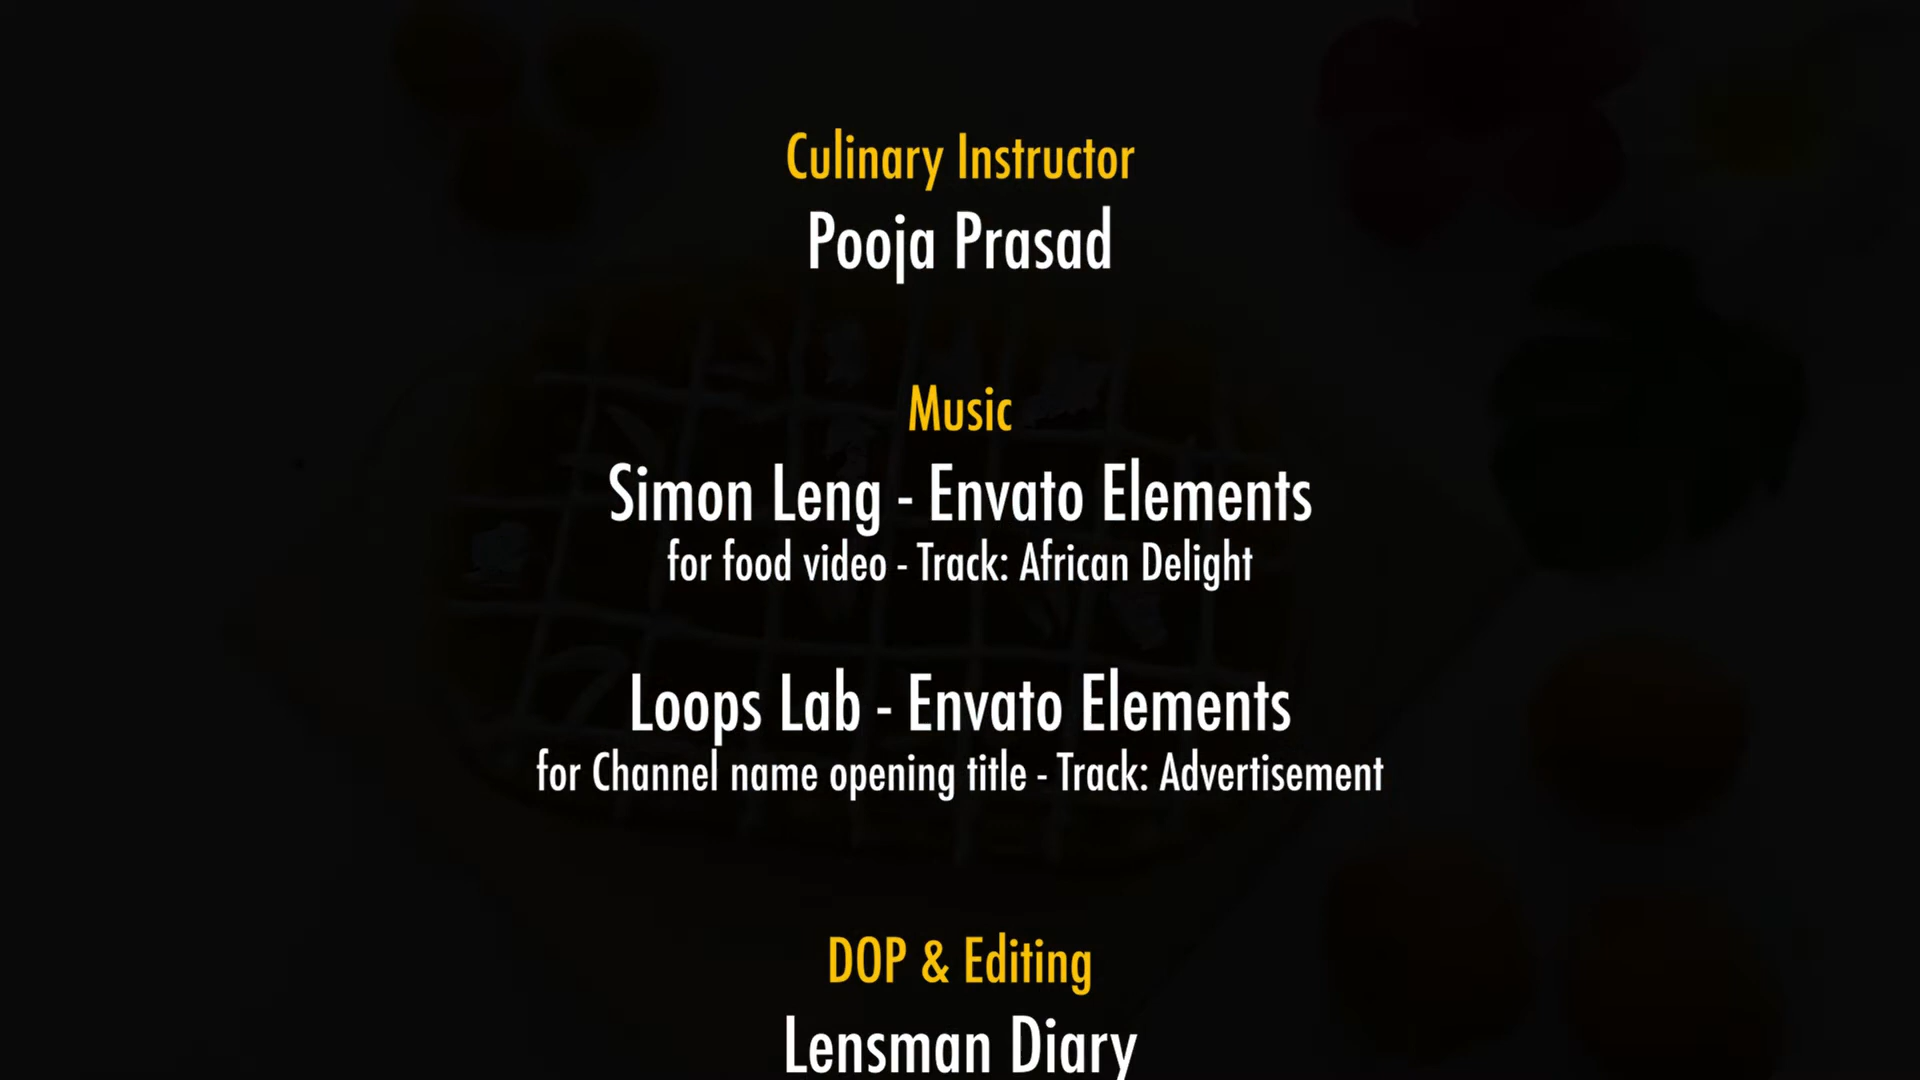 Culinary Instructor
Pooja Prasad
Music
Simon Leng - Envato Elements
for food video - Track: African Delight
Loops Lab - Envato Elements
for Channel name opening title - Track: Advertisement
DOP & Editing
Lensman Diary